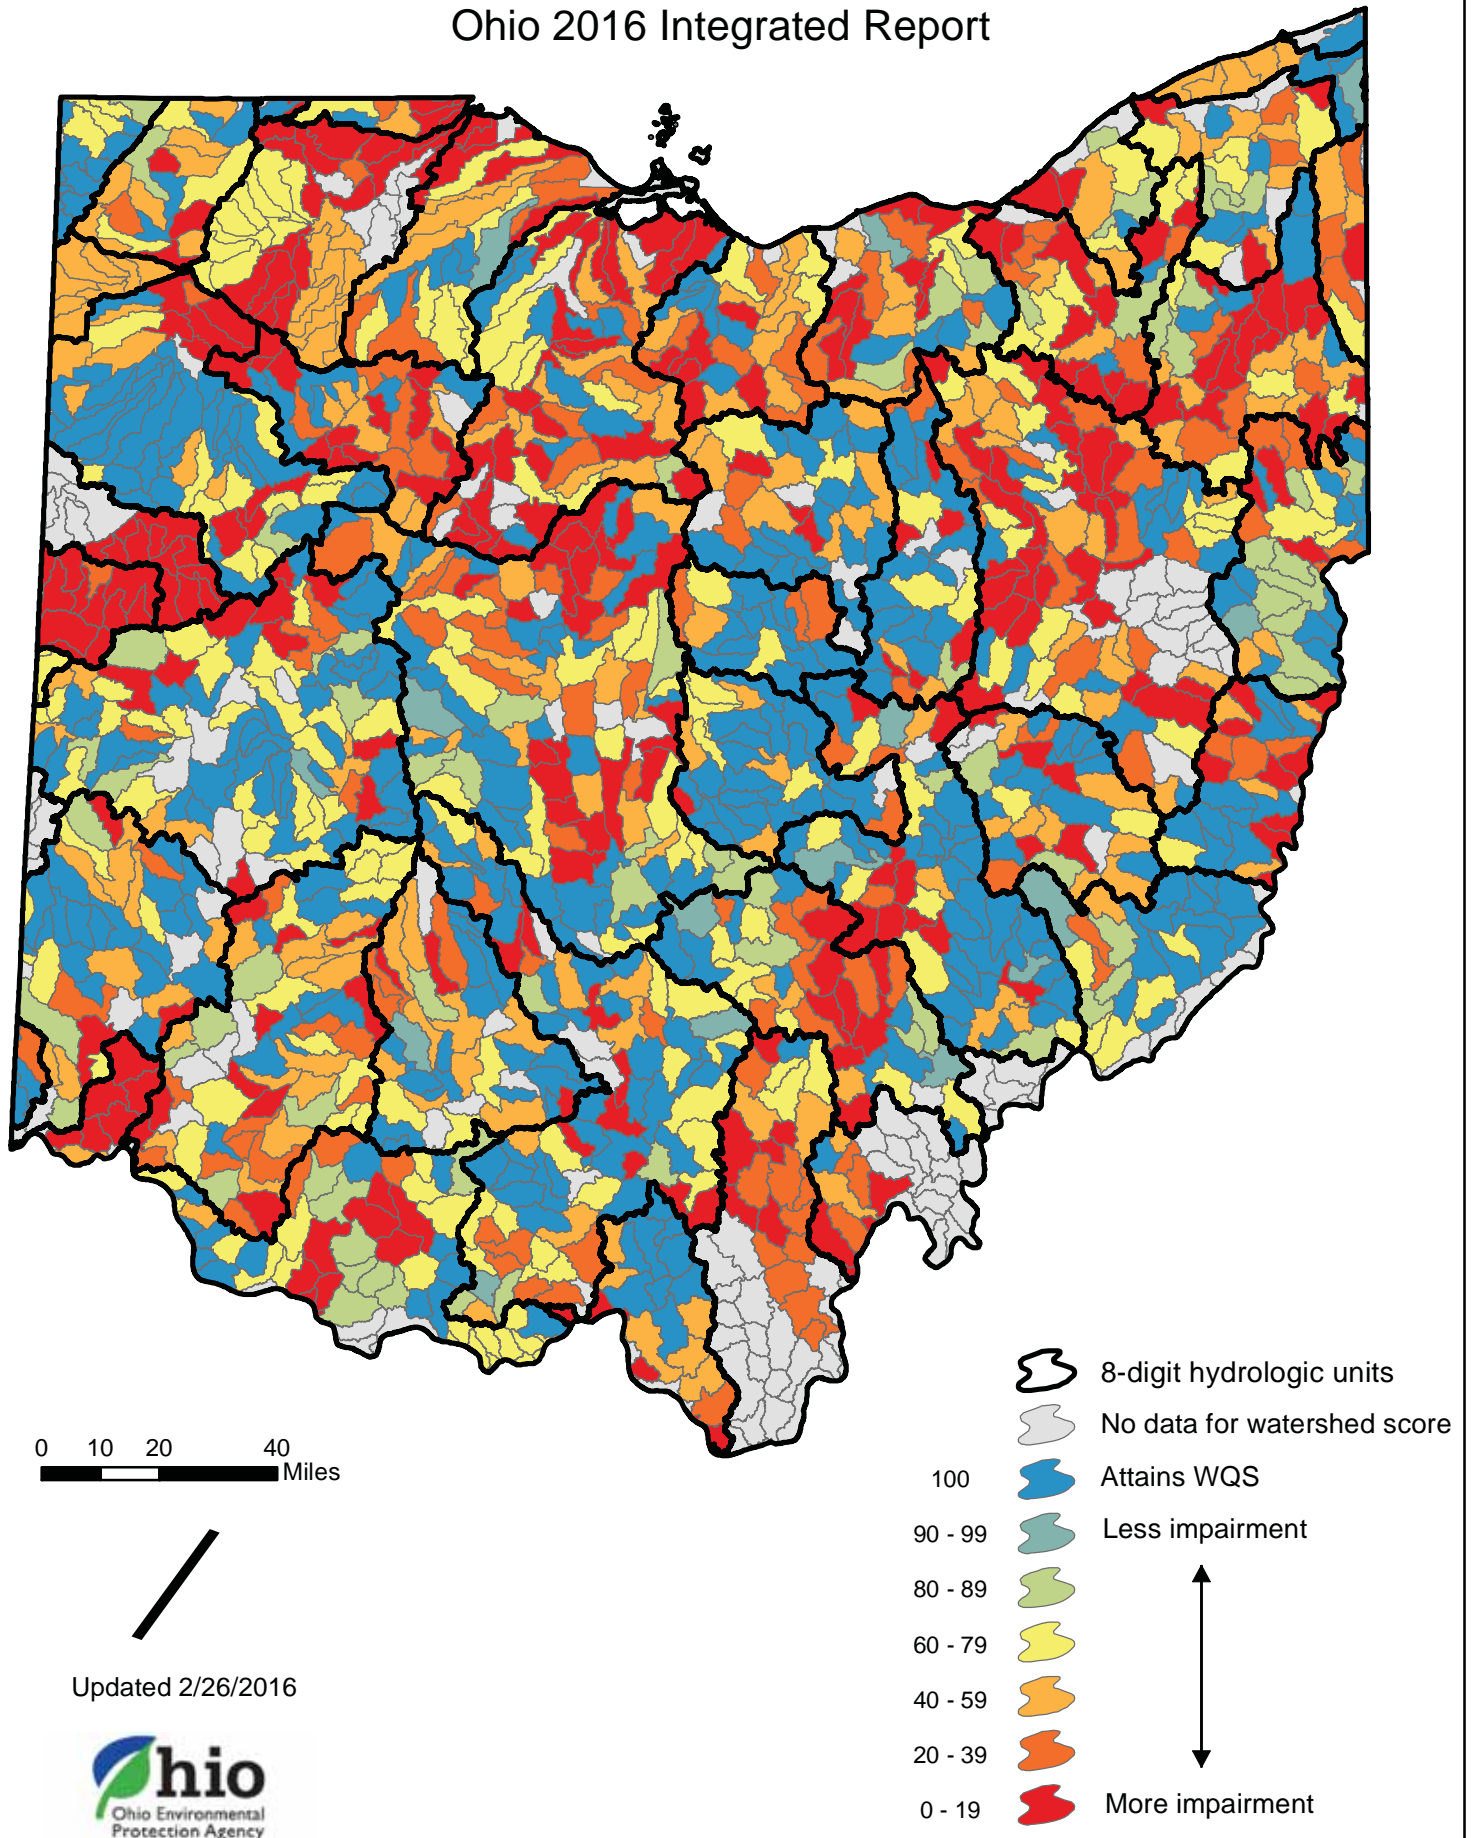 Ohio 2016 Integrated Report
8-digit hydrologic units
No data for watershed score
100 Attains WQS
90 - 99 Less impairment
80 - 89
60 - 79
40 - 59
20 - 39
0 - 19 More impairment
0 10 20 40
Miles
Updated 2/26/2016
Ohio
Ohio Environmental
Protection Agency